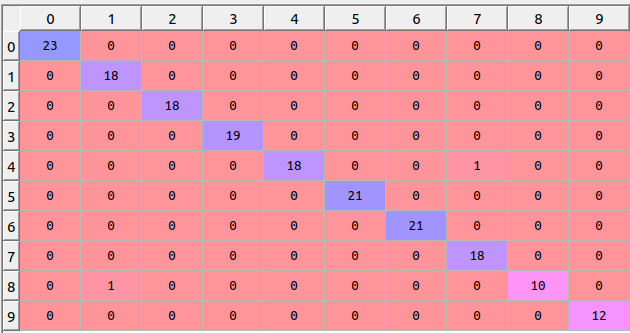 0 1 2 3 4 5 6 7 8 9
0 23 0 0 0 0 0 0 0 0 0
1 0 18 0 0 0 0 0 0 0 0
2 0 0 18 0 0 0 0 0 0 0
3 0 0 0 19 0 0 0 0 0 0
4 0 0 0 0 18 0 0 1 0 0
5 0 0 0 0 0 21 0 0 0 0
6 0 0 0 0 0 0 21 0 0 0
7 0 0 0 0 0 0 0 18 0 0
8 0 1 0 0 0 0 0 0 10 0
9 0 0 0 0 0 0 0 0 0 12